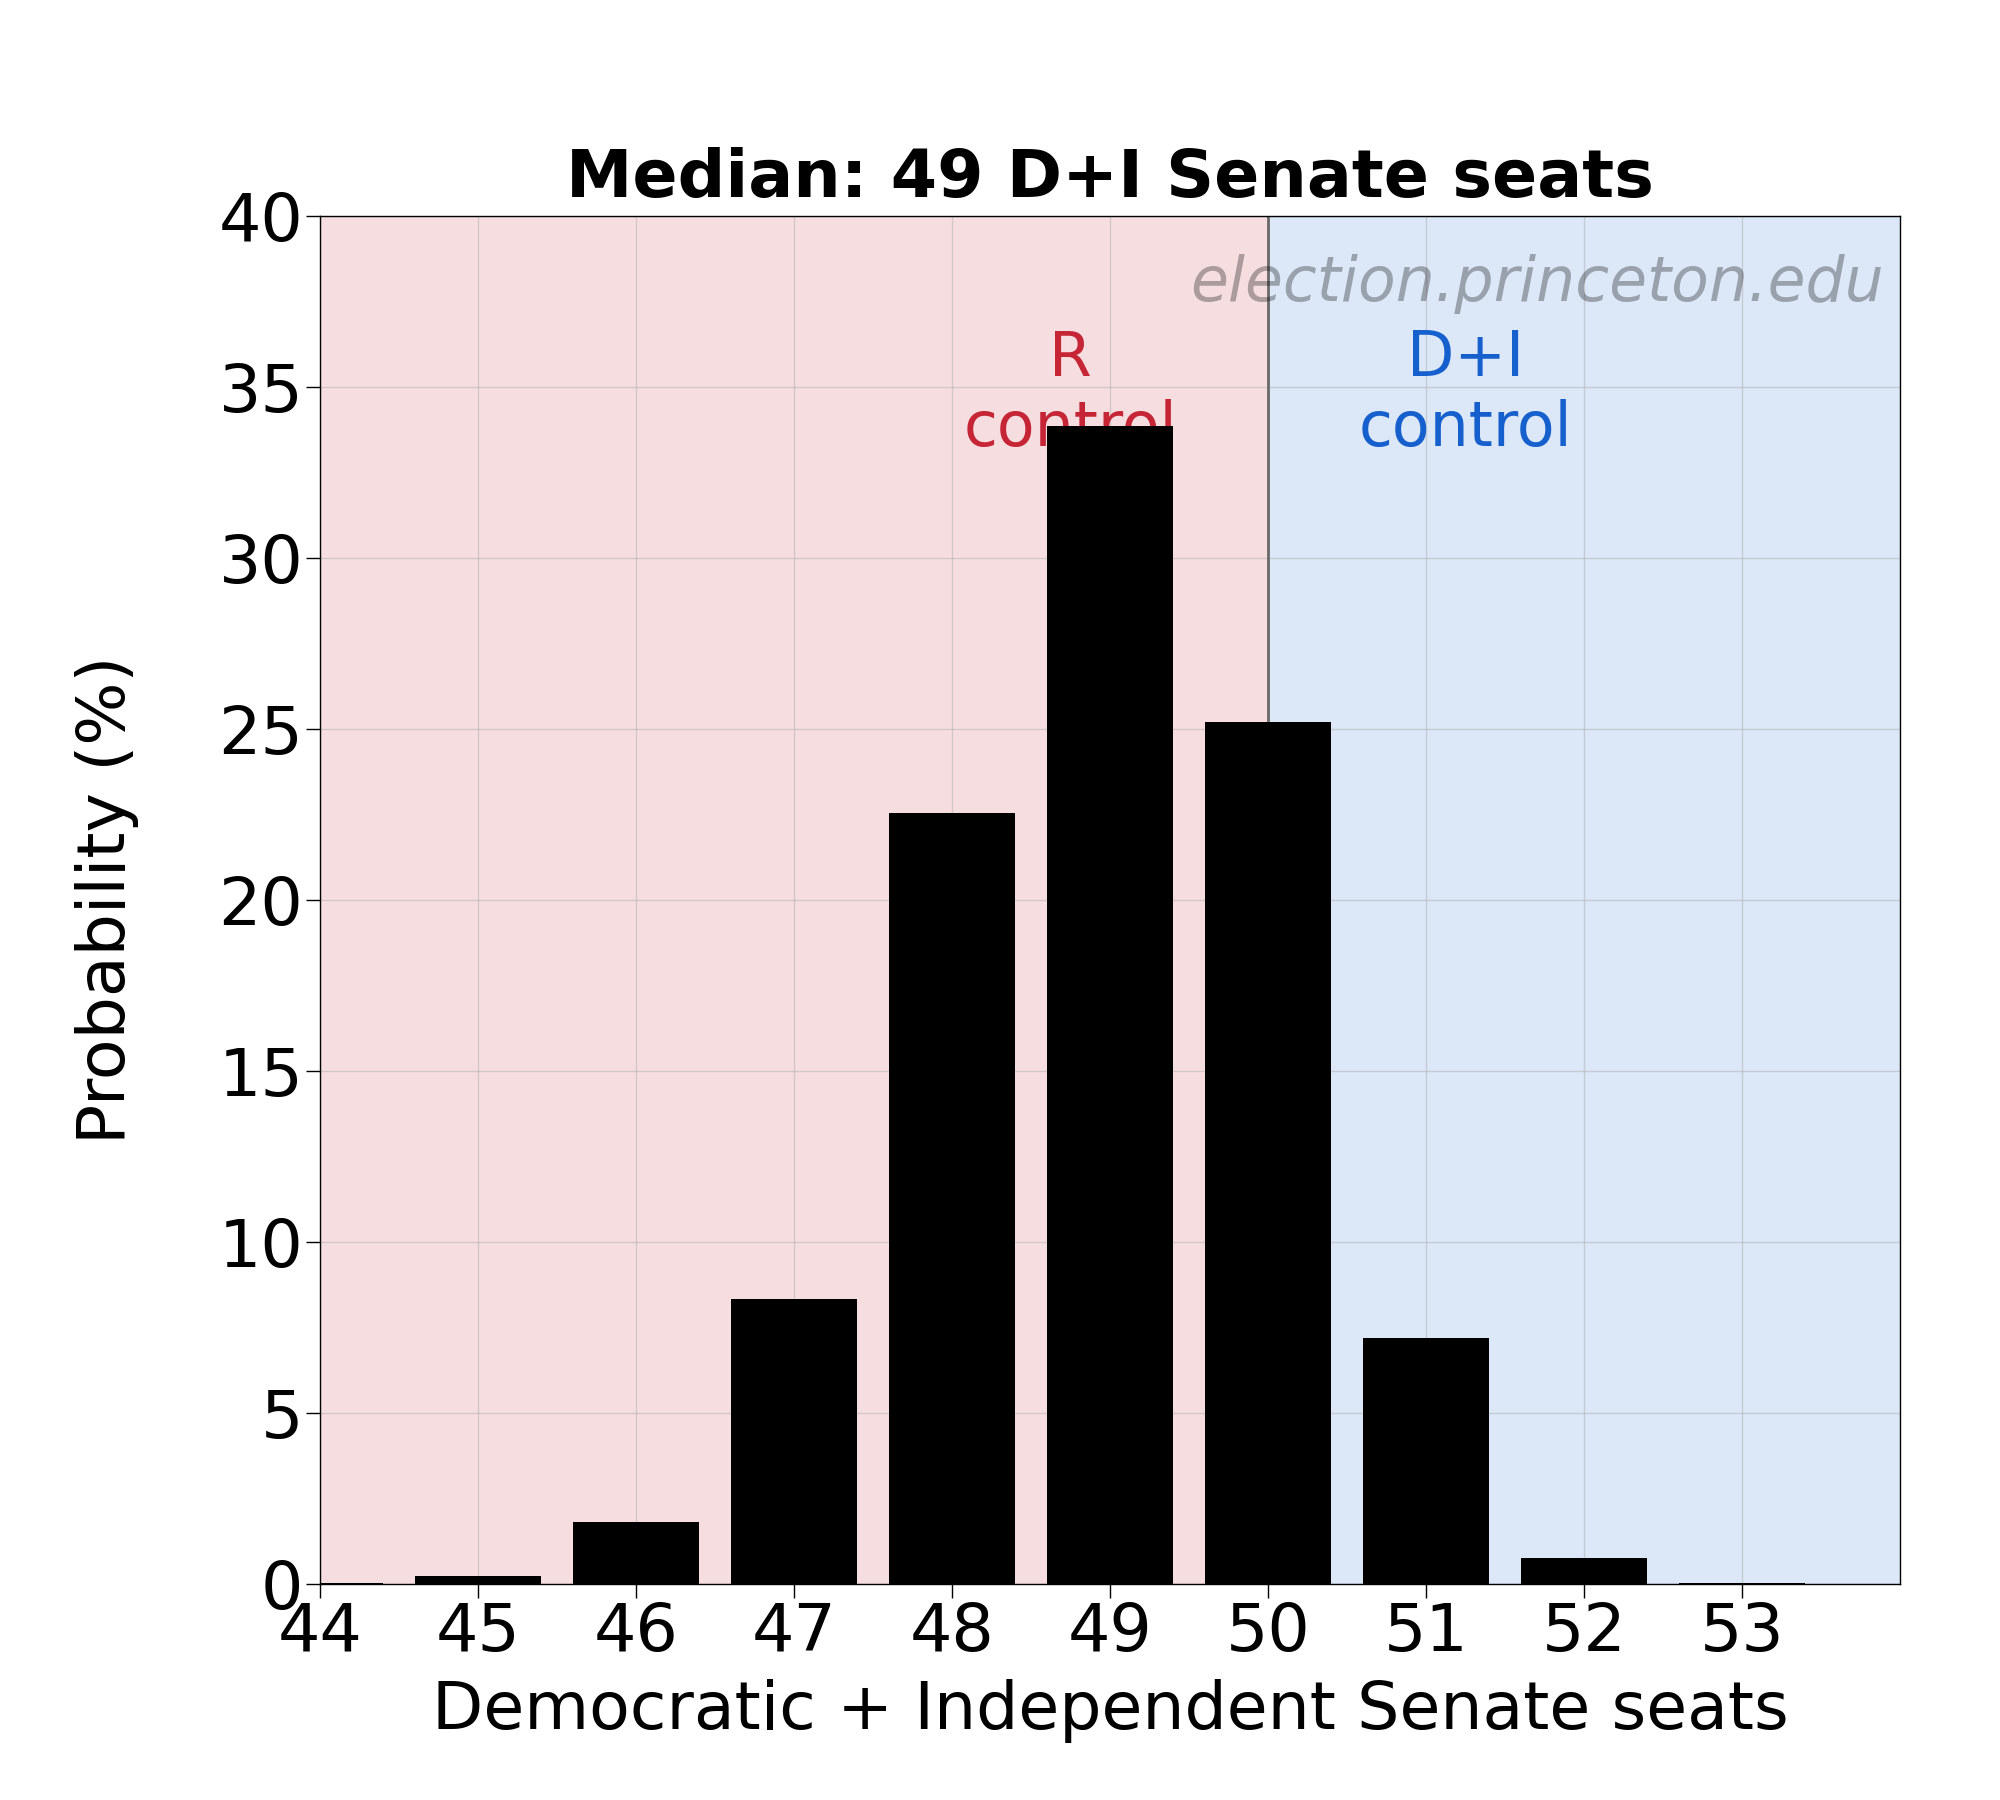 Median: 49 D+I Senate seats
election.princeton.edu
R
control
D+I
control
40
35
30
25
20
15
10
5
0
Probability (%)
44 45 46 47 48 49 50 51 52 53
Democratic + Independent Senate seats